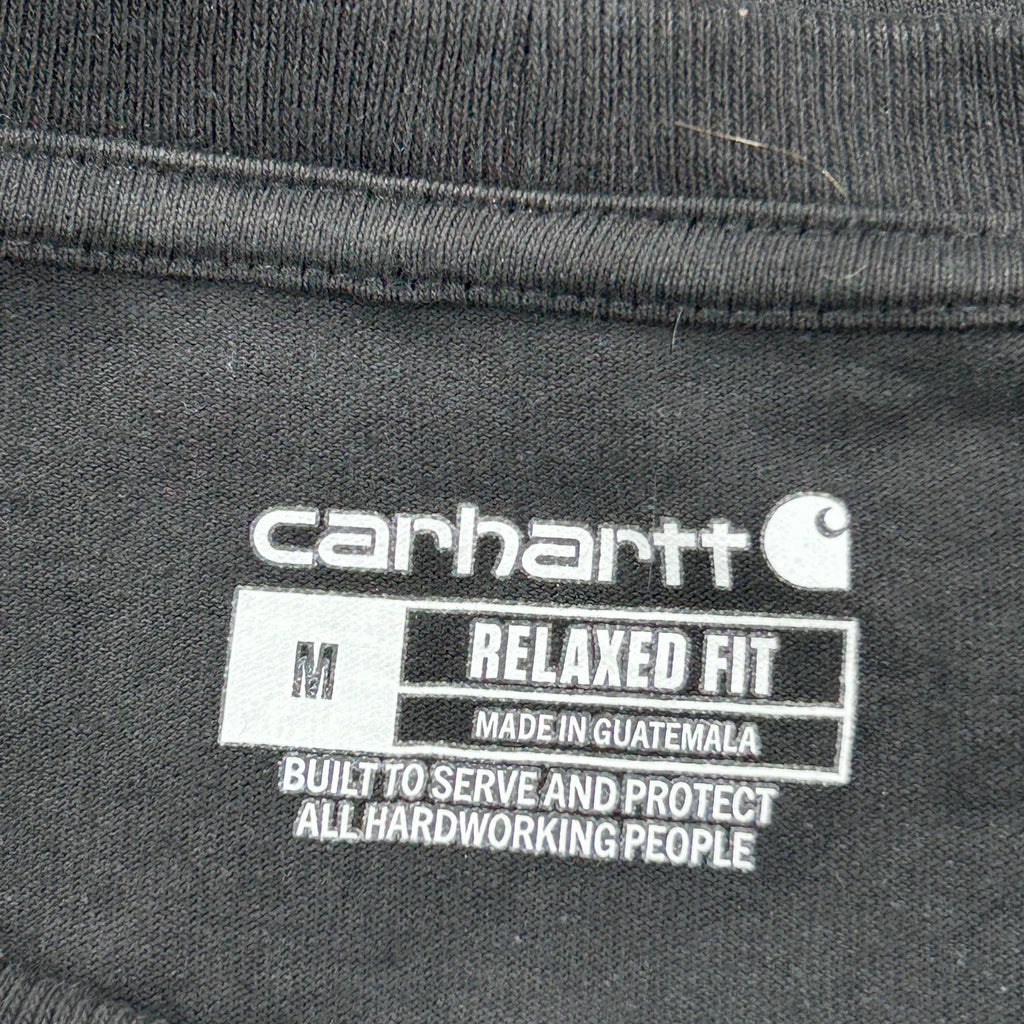 carhartt
M
RELAXED FIT
MADE IN GUATEMALA
BUILT TO SERVE AND PROTECT
ALL HARDWORKING PEOPLE